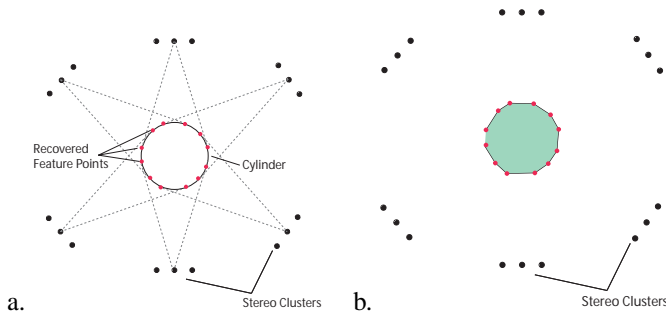 Recovered
Feature Points
Cylinder
Stereo Clusters
a.
Stereo Clusters
b.